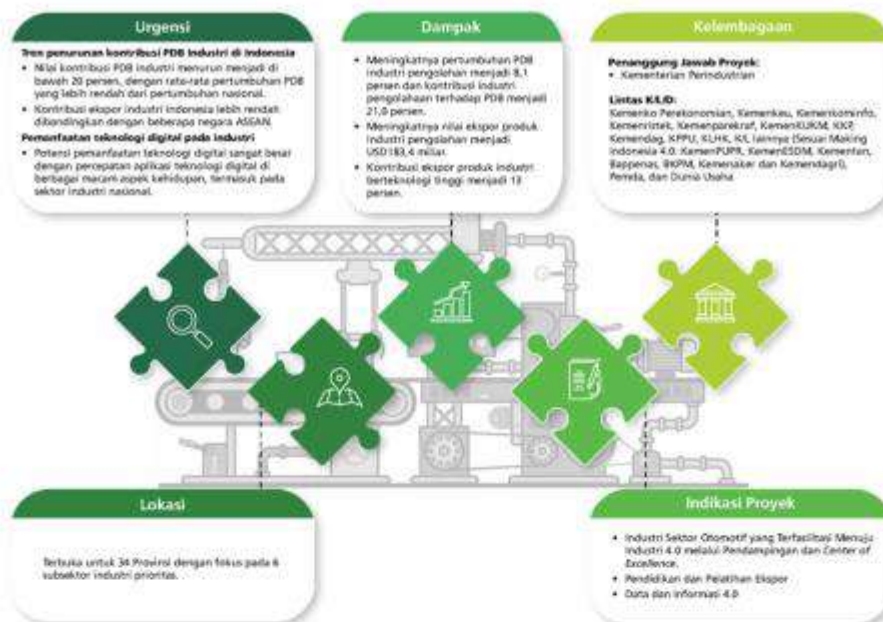 Urgensi
Tren penurunan kontribusi PDB Industri di Indonesia
• Nilai kontribusi PDB industri menurun menjadi di
bawah 20 persen, dengan rata-rata pertumbuhan PDB
yang lebih rendah dari pertumbuhan nasional.
• Kontribusi ekspor industri indonesia lebih rendah
dibandingkan dengan beberapa negara ASEAN.
Pemanfaatan teknologi digital pada industri
• Potensi pemanfaatan teknologi digital sangat besar
dengan percepatan aplikasi teknologi digital di
berbagai macam aspek kehidupan, termasuk pada
sektor industri nasional.
Dampak
• Meningkatnya pertumbuhan PDB
industri pengolahan menjadi 8,1
persen dan kontribusi industri
pengolahaan terhadap PDB menjadi
21,0 persen.
• Meningkatnya nilai ekspor produk
industri pengolahan menjadi
USD183,4 miliar.
• Kontribusi ekspor produk industri
berteknologi tinggi menjadi 13
persen.
Kelembagaan
Penanggung Jawab Proyek:
• Kementerian Perindustrian
Lintas K/L/D:
Kemenko Perekonomian, Kemenkeu, Kemenkominfo,
Kemenristek, Kemenparekraf, KemenKUKM, KKP,
Kemendag, KPPU, KLHK, K/L lainnya (Sesuai Making
Indonesia 4.0: KemenPUPR, KemenESDM, Kementan,
Bappenas, BKPM, Kemenaker dan Kemendagri),
Pemda, dan Dunia Usaha
Lokasi
Terbuka untuk 34 Provinsi dengan fokus pada 6
subsektor industri prioritas.
Indikasi Proyek
• Industri Sektor Otomotif yang Terfasilitasi Menuju
Industri 4.0 melalui Pendampingan dan Center of
Excellence.
• Pendidikan dan Pelatihan Ekspor
• Data dan Informasi 4.0